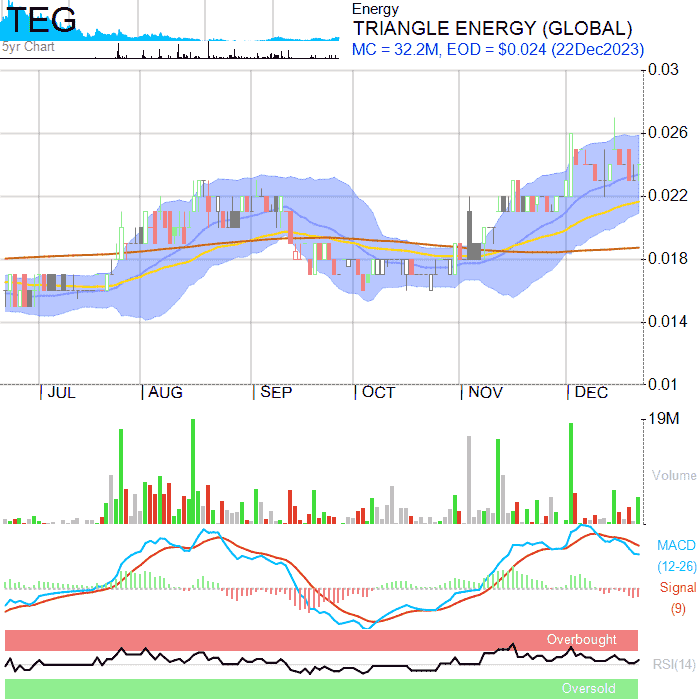 TEG
5yr Chart
Energy
TRIANGLE ENERGY (GLOBAL)
MC = 32.2M, EOD = $0.024 (22Dec2023)
0.03
0.026
0.022
0.018
0.014
0.01
JUL AUG SEP OCT NOV DEC
19M
Volume
MACD
(12-26)
Signal
(9)
Overbought
RSI(14)
Oversold